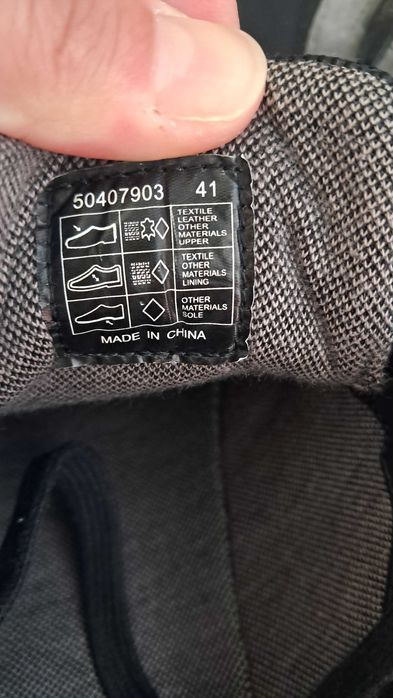 50407903 41
TEXTILE
LEATHER
OTHER
MATERIALS
UPPER
TEXTILE
OTHER
MATERIALS
LINING
OTHER
MATERIALS
SOLE
MADE IN CHINA